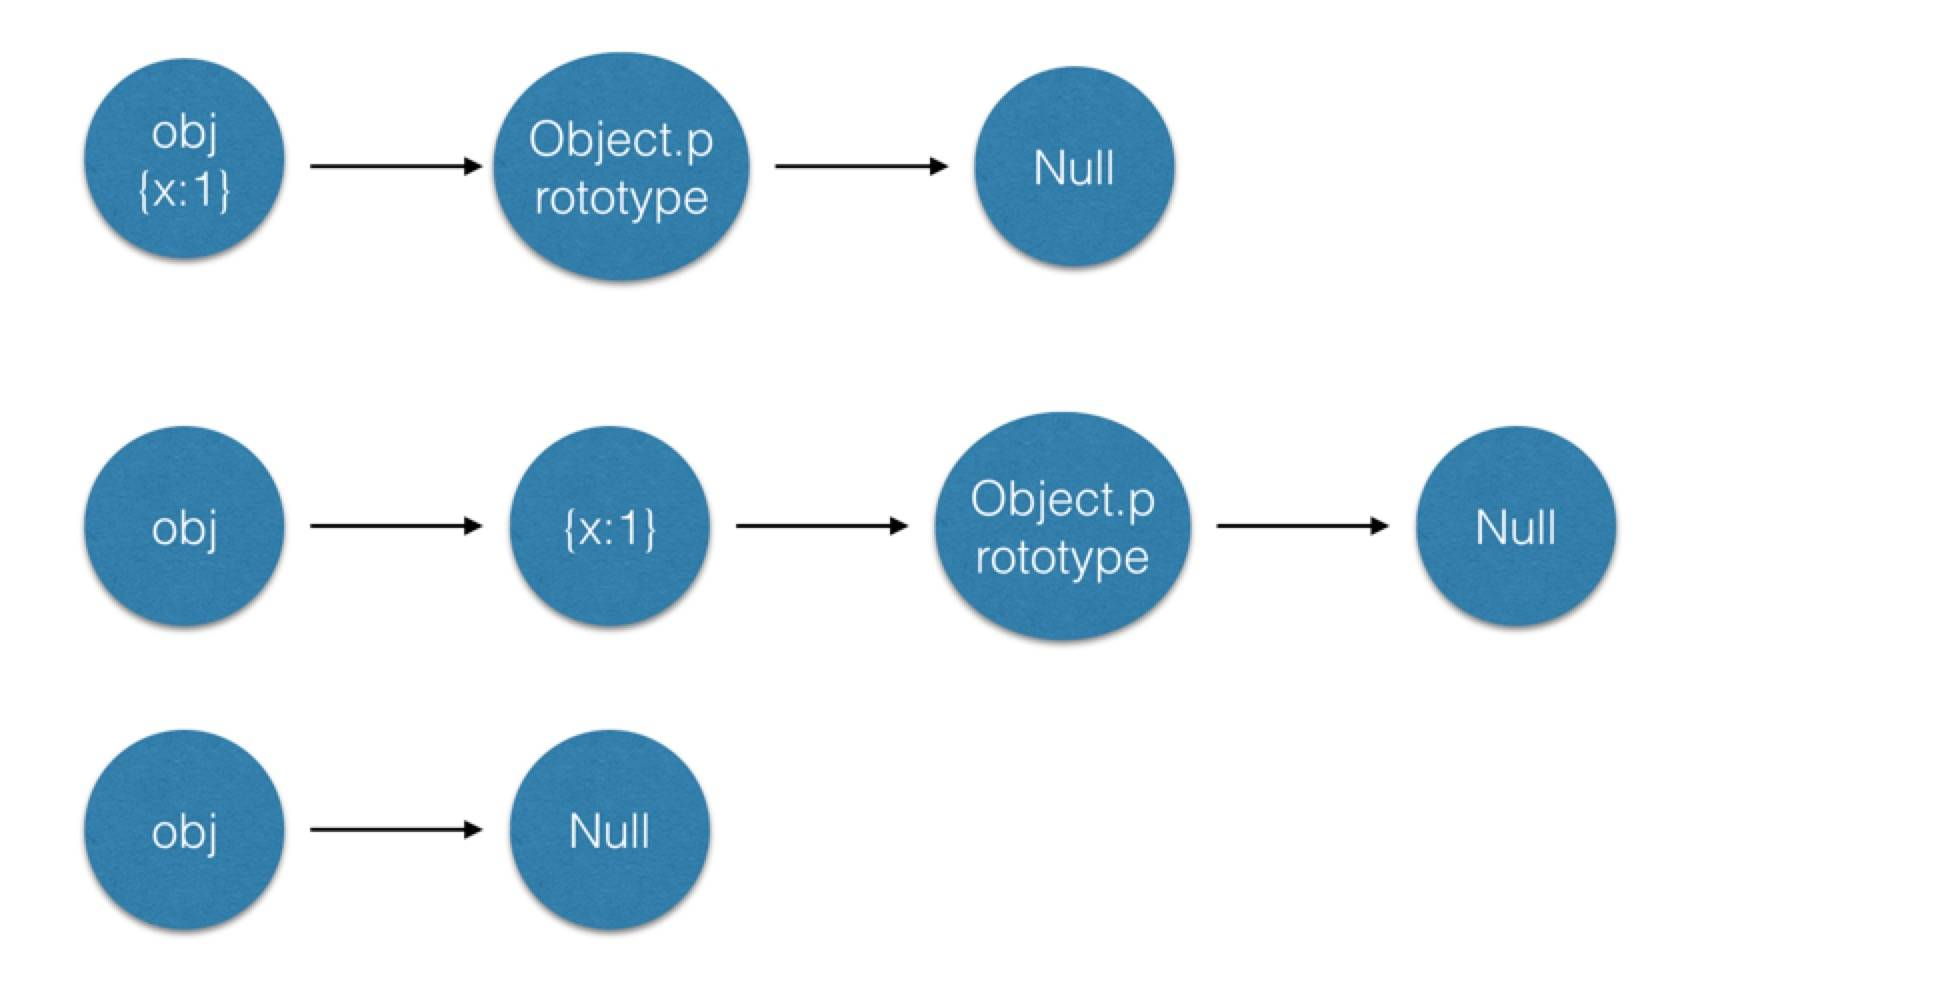 obj
{x:1}
Object.p
rototype
Null
obj
{x:1}
Object.p
rototype
Null
obj
Null